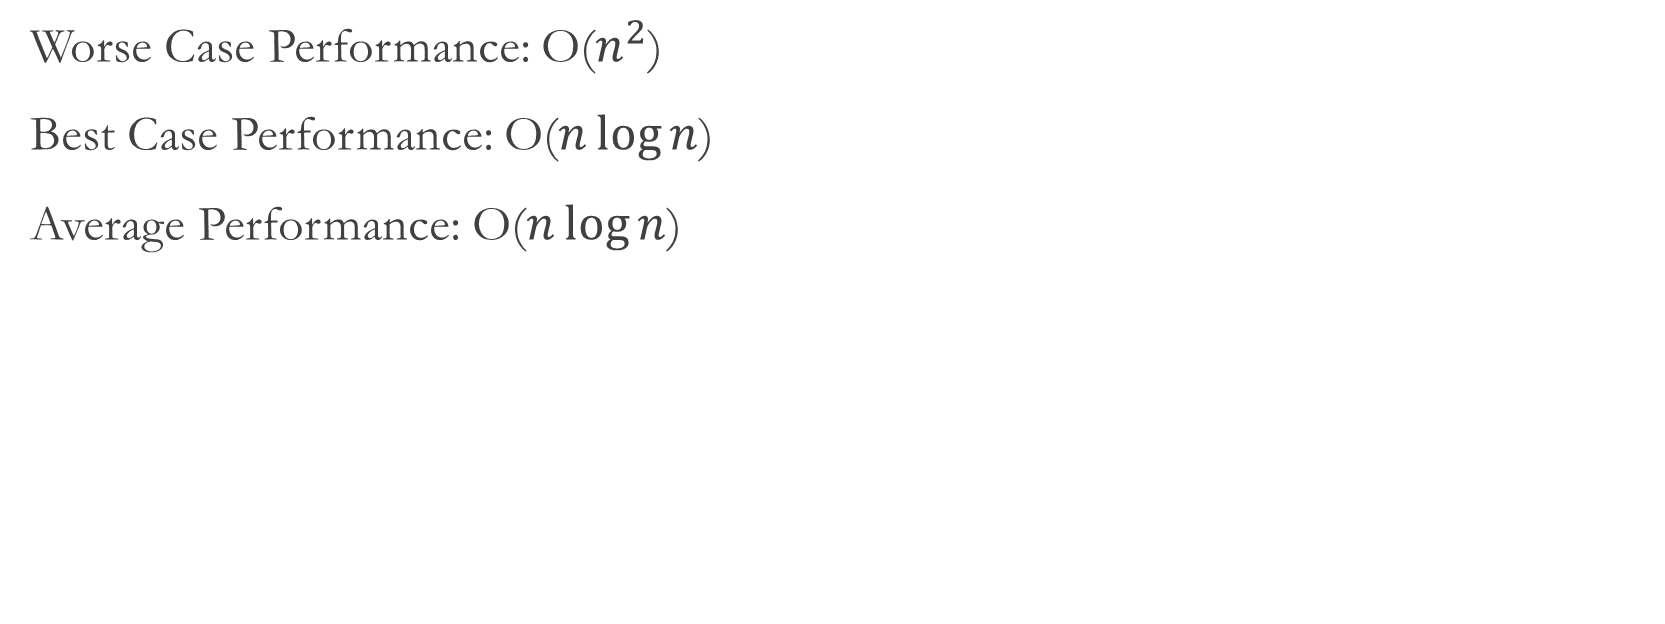 Worse Case Performance: O(n²)
Best Case Performance: O(n log n)
Average Performance: O(n log n)